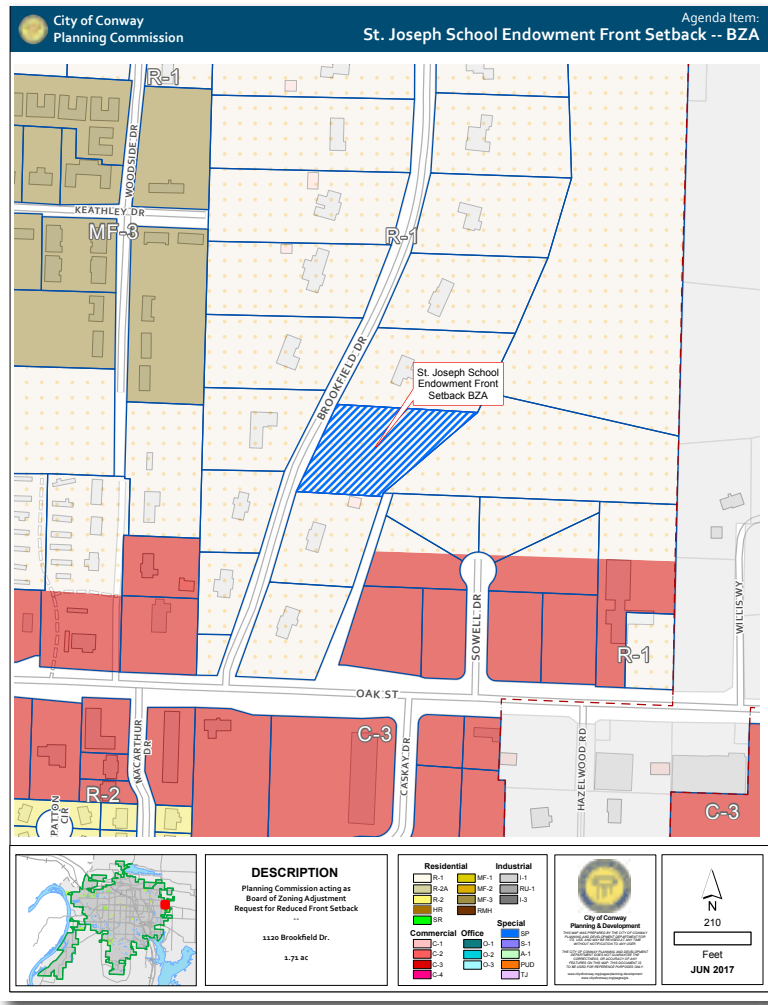 City of Conway
Planning Commission
Agenda Item:
St. Joseph School Endowment Front Setback -- BZA
R-1
WOODSIDE DR
KEATHLEY DR
MF-3
R-1
BROOKFIELD DR
St. Joseph School
Endowment Front
Setback BZA
SOWELL DR
WILLIS WY
R-1
OAK ST
C-3
MACARTHUR
DR
CASKAY DR
HAZELWOOD RD
R-2
PATTON
CIR
C-3
DESCRIPTION
Planning Commission acting as
Board of Zoning Adjustment
Request for Reduced Front Setback
--
1120 Brookfield Dr.
1.71 ac
Residential
R-1
R-2A
R-2
HR
SR
MF-1
MF-2
MF-3
RMH
Industrial
I-1
RU-1
I-3
Commercial
C-1
C-2
C-3
C-4
Office
O-1
O-2
O-3
Special
SP
S-1
A-1
PUD
TJ
City of Conway
Planning & Development
N
210
Feet
JUN 2017